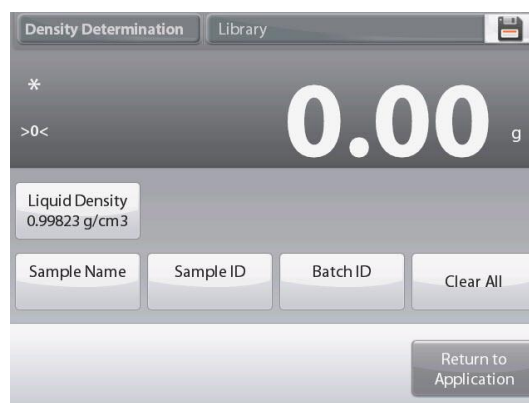 Density Determination Library
*
0.00
>0<
g
Liquid Density
0.99823 g/cm3
Sample Name Sample ID Batch ID Clear All
Return to
Application